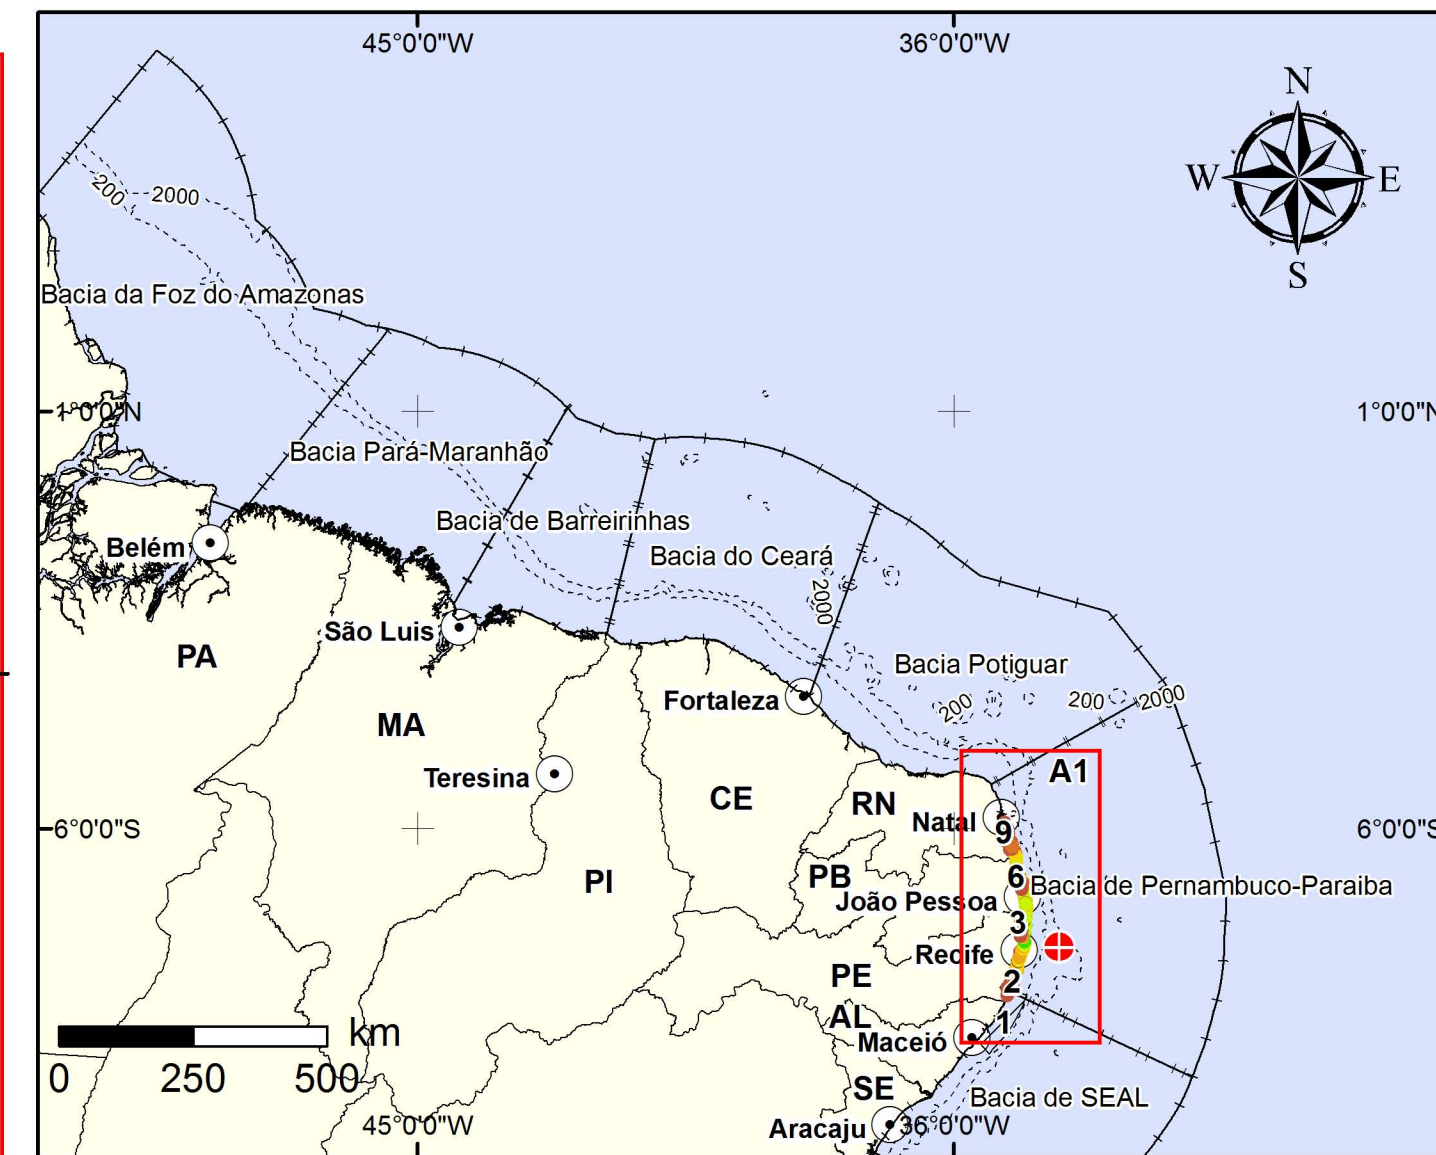 45°0'0"W
36°0'0"W
N
W
E
S
200
2000
Bacia da Foz do Amazonas
1°0'0"N
1°0'0"N
Bacia Pará-Maranhão
Bacia de Barreirinhas
Belém
Bacia do Ceará
2000
São Luis
PA
Bacia Potiguar
Fortaleza
200
200
2000
MA
Teresina
A1
CE
RN
Natal
9
6°0'0"S
6°0'0"S
PI
PB
6
Bacia de Pernambuco-Paraiba
João Pessoa
3
Recife
PE
2
AL
1
km
Maceió
0
250
500
SE
Bacia de SEAL
45°0'0"W
Aracaju
36°0'0"W